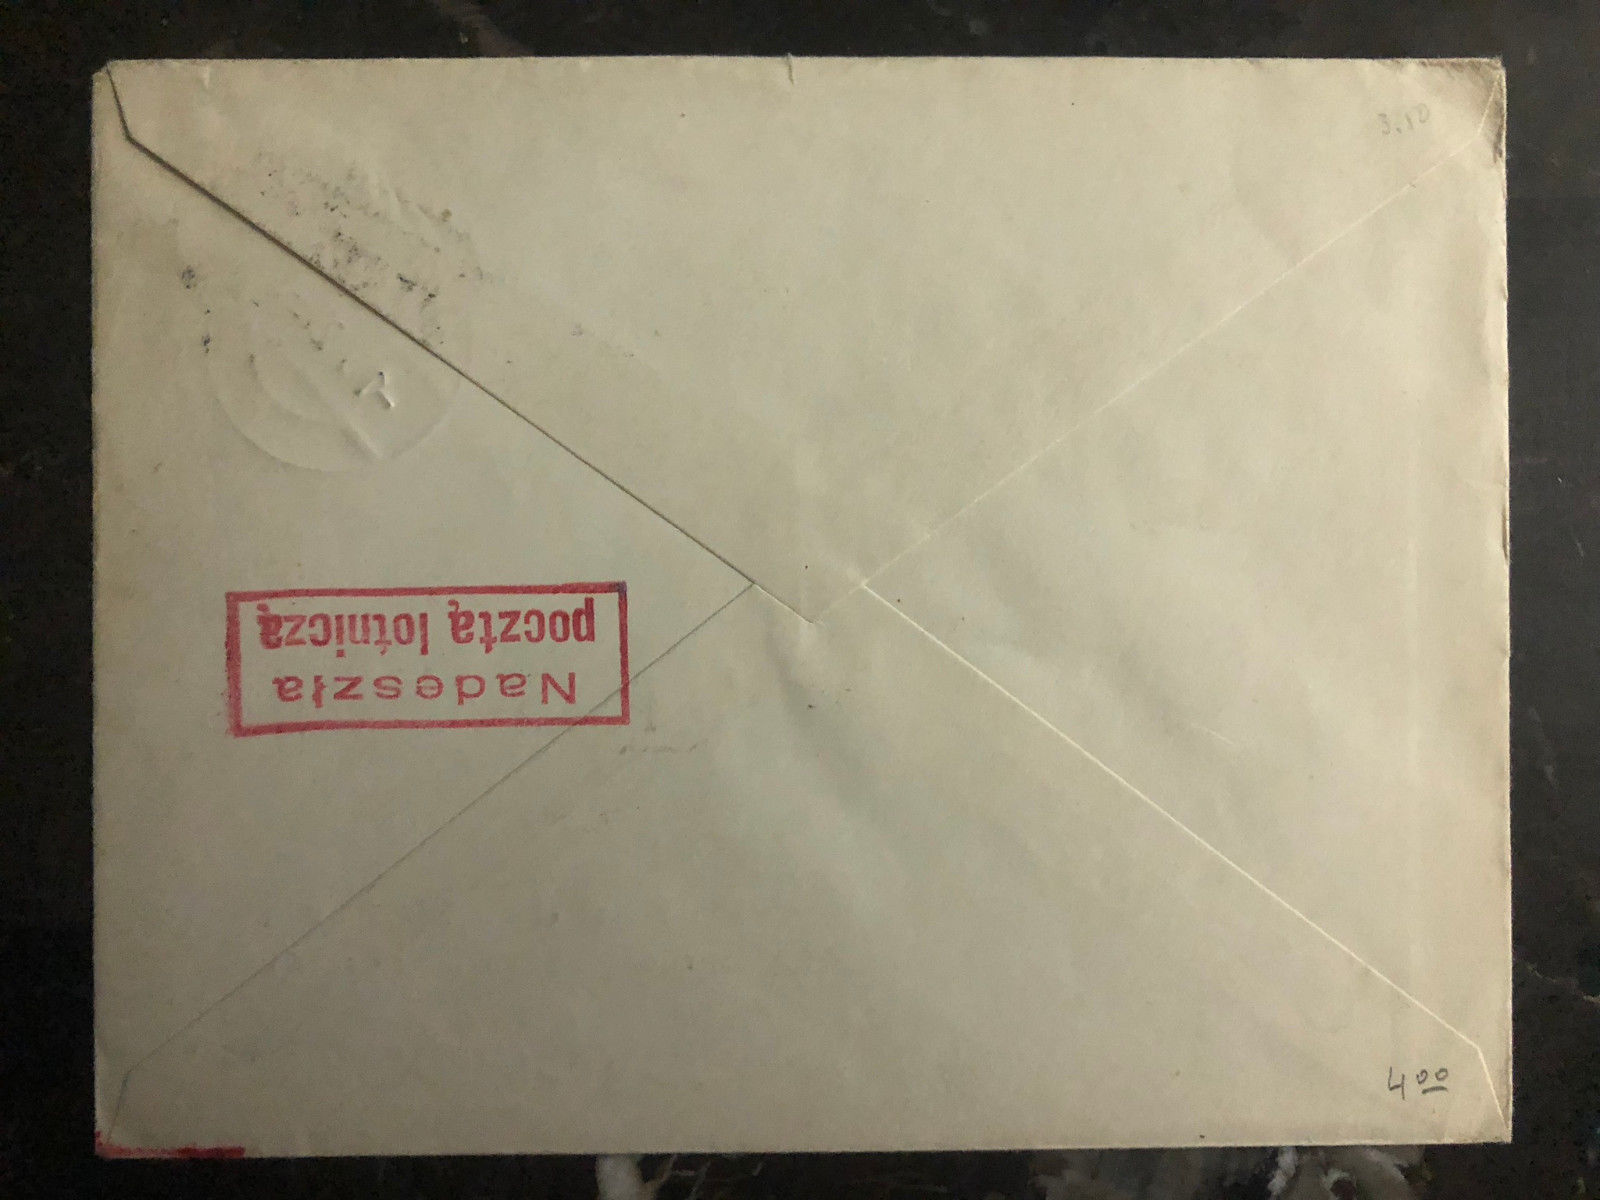 3.10
Nadeszła
pocztą lotniczą
4 00